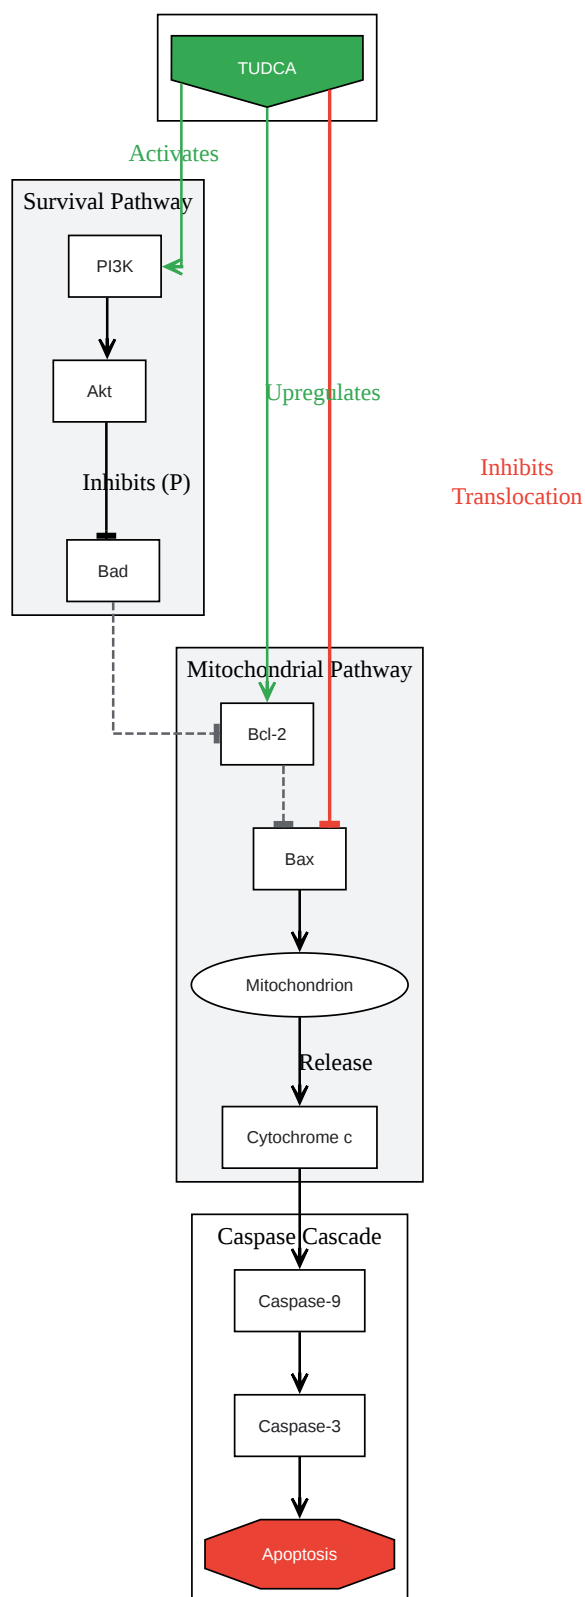 TUDCA
Activates
Survival Pathway
PI3K
Akt
Upregulates
Inhibits
Translocation
Inhibits (P)
Bad
Mitochondrial Pathway
Bcl-2
Bax
Mitochondrion
Release
Cytochrome c
Caspase Cascade
Caspase-9
Caspase-3
Apoptosis